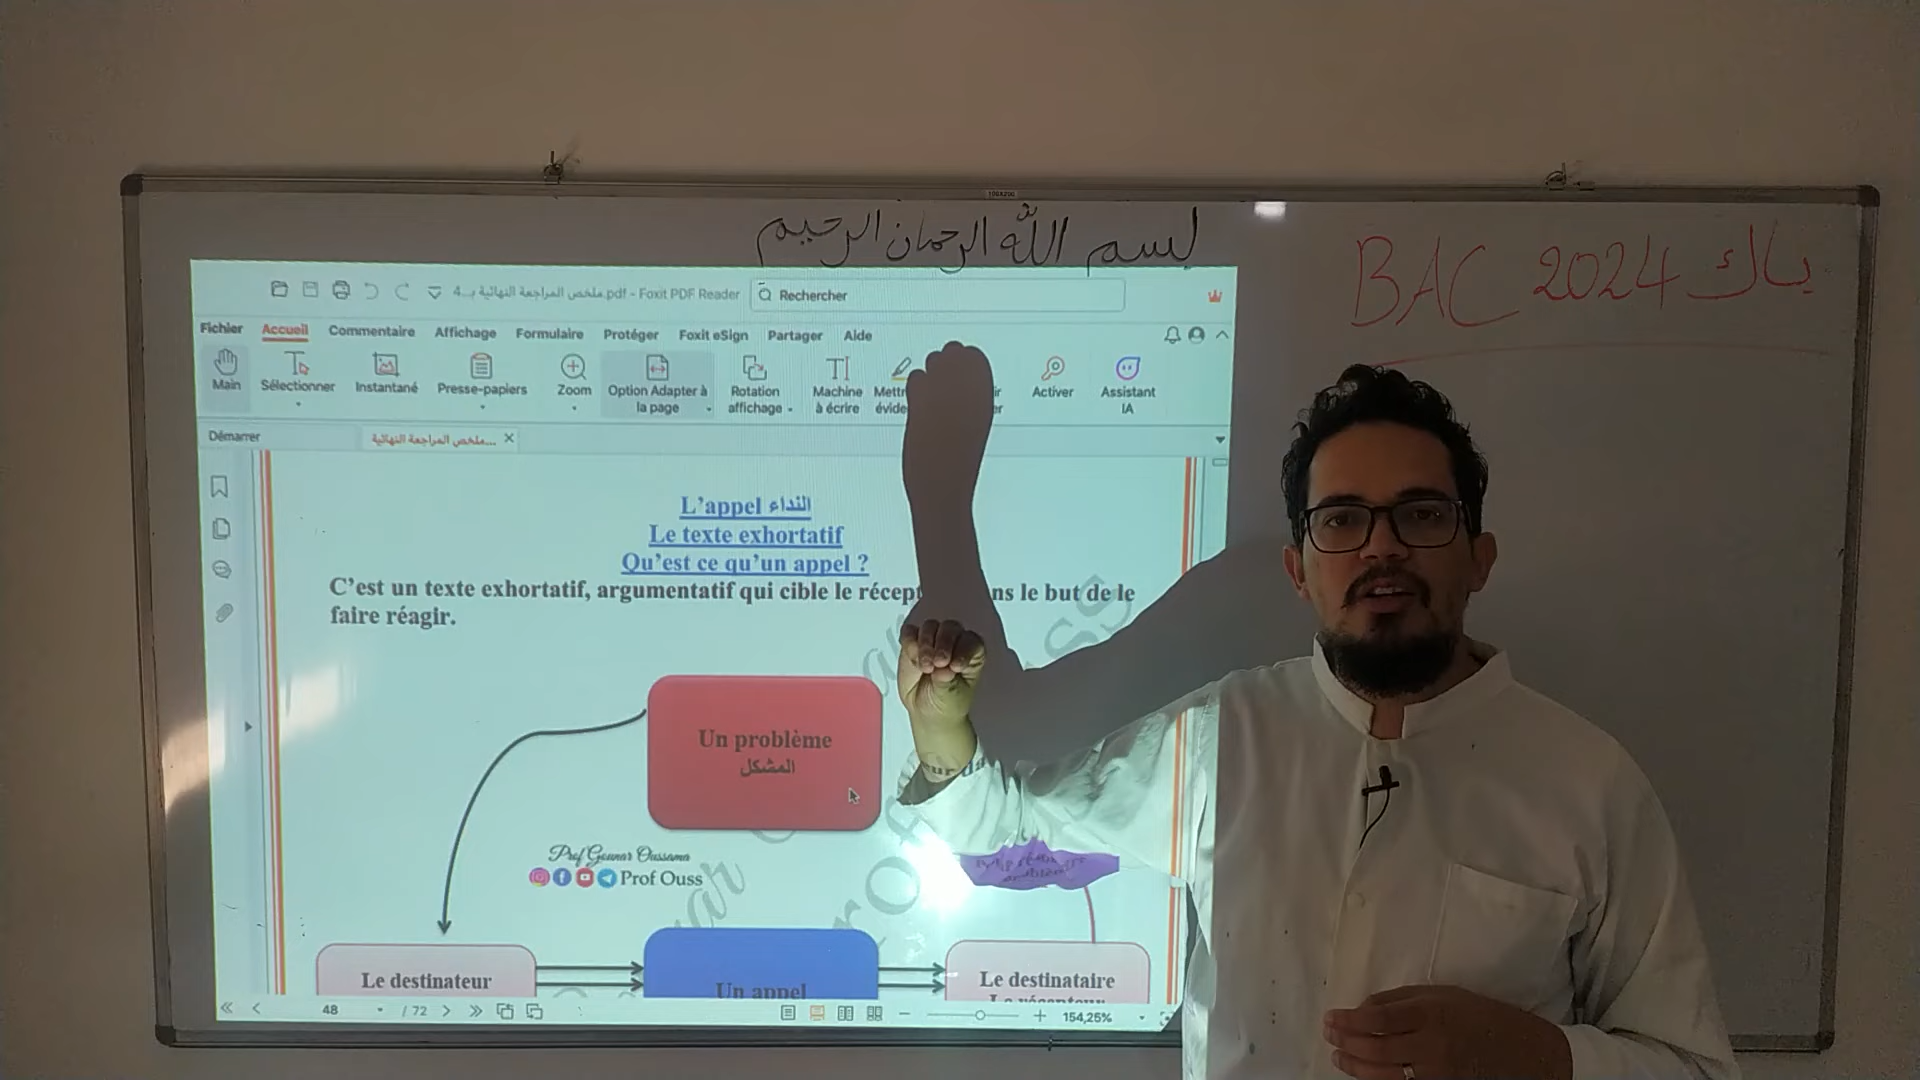 بسم الله الرحمان الرحيم
BAC 2024 باك
ملخص المراجعة النهائية بـ...4.pdf - Foxit PDF Reader
Rechercher
Fichier Accueil Commentaire Affichage Formulaire Protéger Foxit eSign Partager Aide
Main Sélectionner Instantané Presse-papiers Zoom Option Adapter à la page Rotation affichage Machine à écrire Activer Assistant IA
Démarrer
ملخص المراجعة النهائية...
L'appel النداء
Le texte exhortatif
Qu'est ce qu'un appel ?
C'est un texte exhortatif, argumentatif qui cible le récepteur dans le but de le
faire réagir.
Un problème
المشكل
Prof Gounar Oussama
Prof Ouss
Le destinateur
Un appel
Le destinataire
48 / 72
154,25%